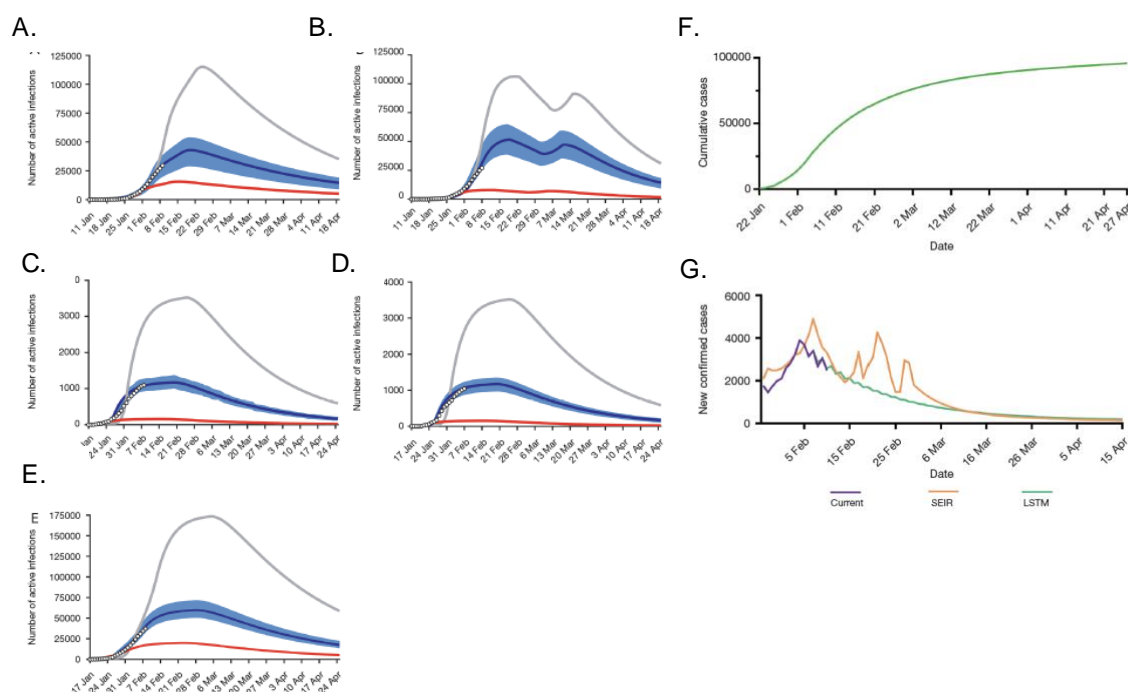 A.
Number of active infections
125000
100000
75000
50000
25000
0
11 Jan
18 Jan
25 Jan
1 Feb
8 Feb
15 Feb
22 Feb
29 Feb
7 Mar
14 Mar
21 Mar
28 Mar
4 Apr
11 Apr
18 Apr
B.
Number of active infections
125000
100000
75000
50000
25000
0
11 Jan
18 Jan
25 Jan
1 Feb
8 Feb
15 Feb
22 Feb
29 Feb
7 Mar
14 Mar
21 Mar
28 Mar
4 Apr
11 Apr
18 Apr
F.
Cumulative cases
100000
50000
0
22 Jan
1 Feb
11 Feb
21 Feb
2 Mar
12 Mar
22 Mar
1 Apr
11 Apr
21 Apr
27 Apr
Date
C.
Number of active infections
0
3000
2000
1000
0
Jan
24 Jan
31 Jan
7 Feb
14 Feb
21 Feb
28 Feb
6 Mar
13 Mar
20 Mar
27 Mar
3 Apr
10 Apr
17 Apr
24 Apr
D.
Number of active infections
4000
3000
2000
1000
0
17 Jan
24 Jan
31 Jan
7 Feb
14 Feb
21 Feb
28 Feb
6 Mar
13 Mar
20 Mar
27 Mar
3 Apr
10 Apr
17 Apr
24 Apr
G.
New confirmed cases
6000
4000
2000
0
5 Feb
15 Feb
25 Feb
6 Mar
16 Mar
26 Mar
5 Apr
15 Apr
Date
Current SEIR LSTM
E.
E
Number of active infections
175000
150000
125000
100000
75000
50000
25000
0
17 Jan
24 Jan
31 Jan
7 Feb
14 Feb
21 Feb
28 Feb
6 Mar
13 Mar
20 Mar
27 Mar
3 Apr
10 Apr
17 Apr
24 Apr